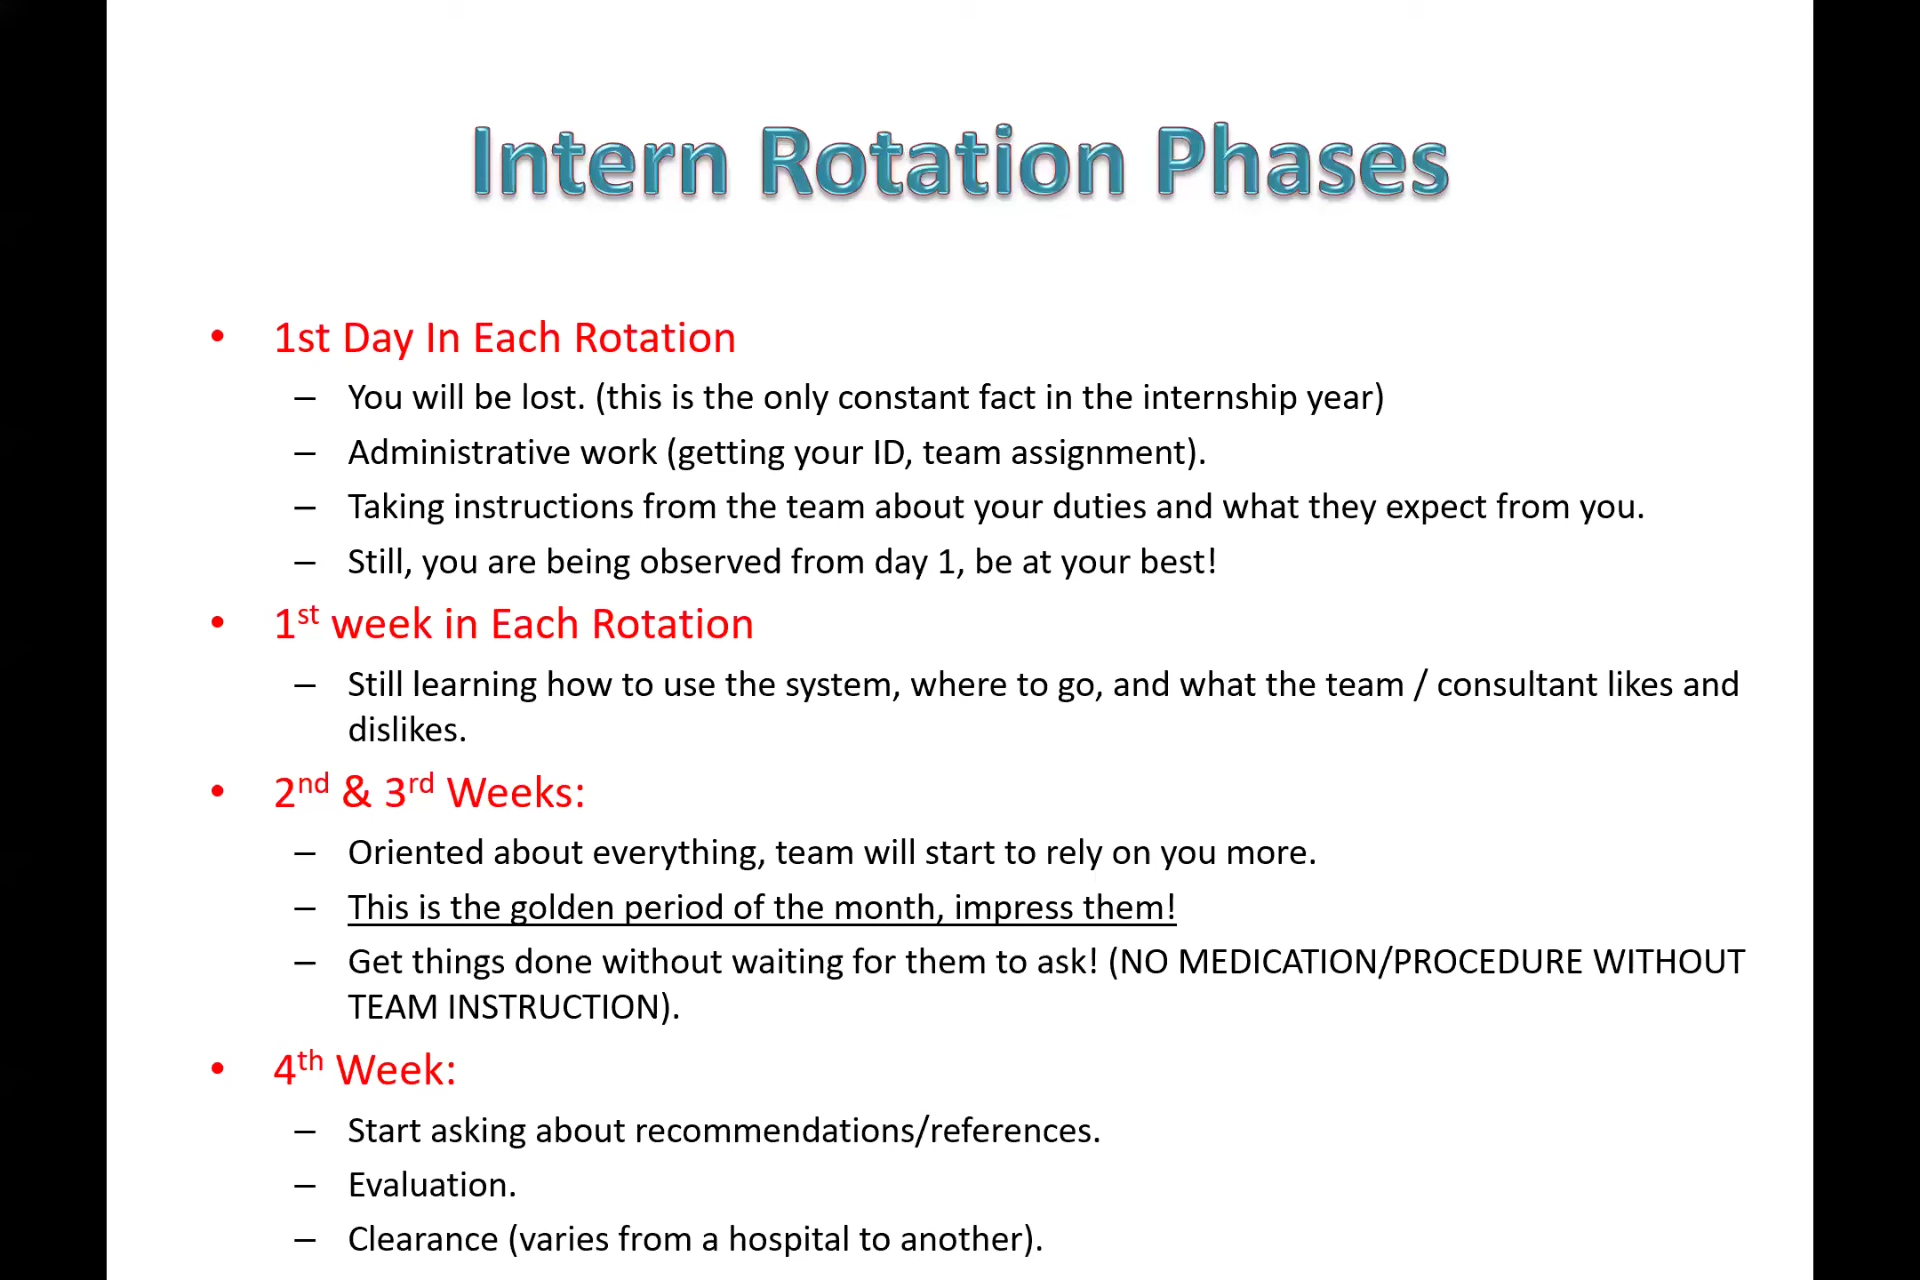 Intern Rotation Phases
• 1st Day In Each Rotation
– You will be lost. (this is the only constant fact in the internship year)
– Administrative work (getting your ID, team assignment).
– Taking instructions from the team about your duties and what they expect from you.
– Still, you are being observed from day 1, be at your best!
• 1st week in Each Rotation
– Still learning how to use the system, where to go, and what the team / consultant likes and
dislikes.
• 2nd & 3rd Weeks:
– Oriented about everything, team will start to rely on you more.
– This is the golden period of the month, impress them!
– Get things done without waiting for them to ask! (NO MEDICATION/PROCEDURE WITHOUT
TEAM INSTRUCTION).
• 4th Week:
– Start asking about recommendations/references.
– Evaluation.
– Clearance (varies from a hospital to another).